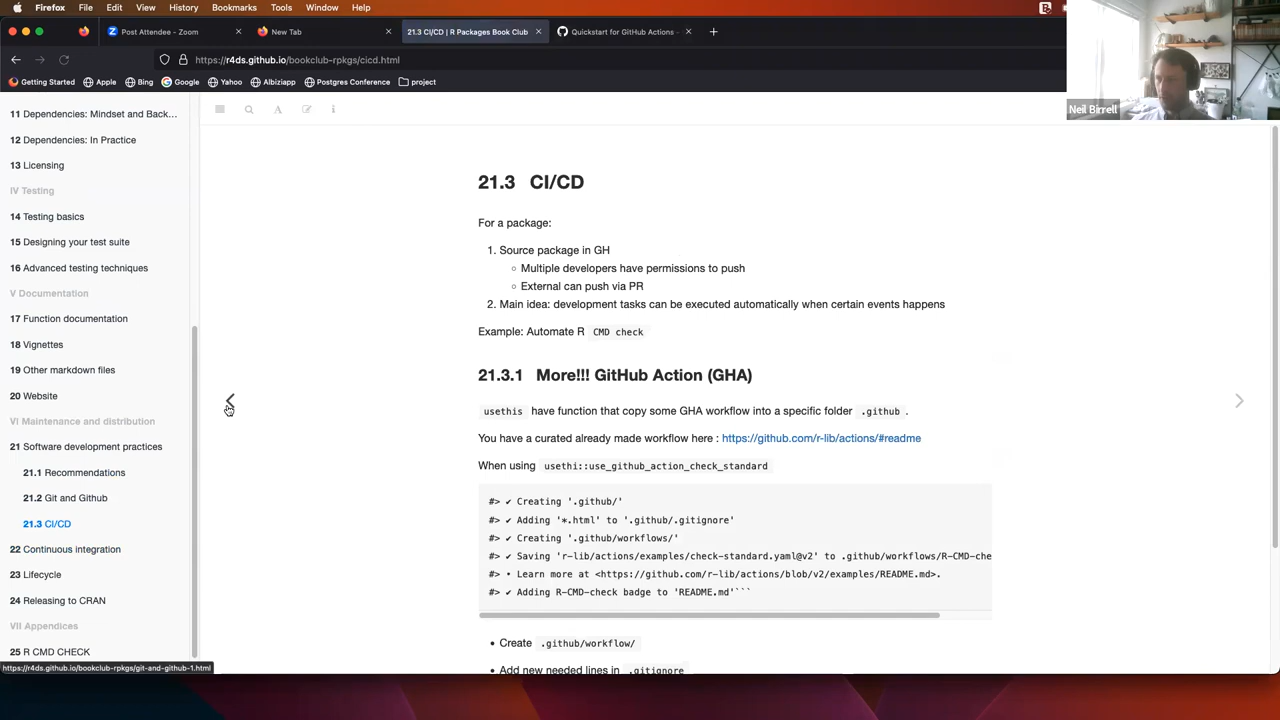 Firefox File Edit View History Bookmarks Tools Window Help
Post Attendee - Zoom
New Tab
21.3 CI/CD | R Packages Book Club
Quickstart for GitHub Actions -
https://r4ds.github.io/bookclub-rpkgs/cicd.html
Getting Started Apple Bing Google Yahoo Albiziapp Postgres Conference project
Neil Birrell
11 Dependencies: Mindset and Back...
12 Dependencies: In Practice
13 Licensing
IV Testing
14 Testing basics
15 Designing your test suite
16 Advanced testing techniques
V Documentation
17 Function documentation
18 Vignettes
19 Other markdown files
20 Website
VI Maintenance and distribution
21 Software development practices
21.1 Recommendations
21.2 Git and Github
21.3 CI/CD
22 Continuous integration
23 Lifecycle
24 Releasing to CRAN
VII Appendices
25 R CMD CHECK
https://r4ds.github.io/bookclub-rpkgs/git-and-github-1.html
21.3 CI/CD
For a package:
1. Source package in GH
○ Multiple developers have permissions to push
○ External can push via PR
2. Main idea: development tasks can be executed automatically when certain events happens
Example: Automate R CMD check
21.3.1 More!!! GitHub Action (GHA)
usethis have function that copy some GHA workflow into a specific folder .github .
You have a curated already made workflow here : https://github.com/r-lib/actions/#readme
When using usethi::use_github_action_check_standard
#> ✔ Creating '.github/'
#> ✔ Adding '*.html' to '.github/.gitignore'
#> ✔ Creating '.github/workflows/'
#> ✔ Saving 'r-lib/actions/examples/check-standard.yaml@v2' to .github/workflows/R-CMD-che
#> • Learn more at <https://github.com/r-lib/actions/blob/v2/examples/README.md>.
#> ✔ Adding R-CMD-check badge to 'README.md'```
• Create .github/workflow/
• Add new needed lines in .gitignore